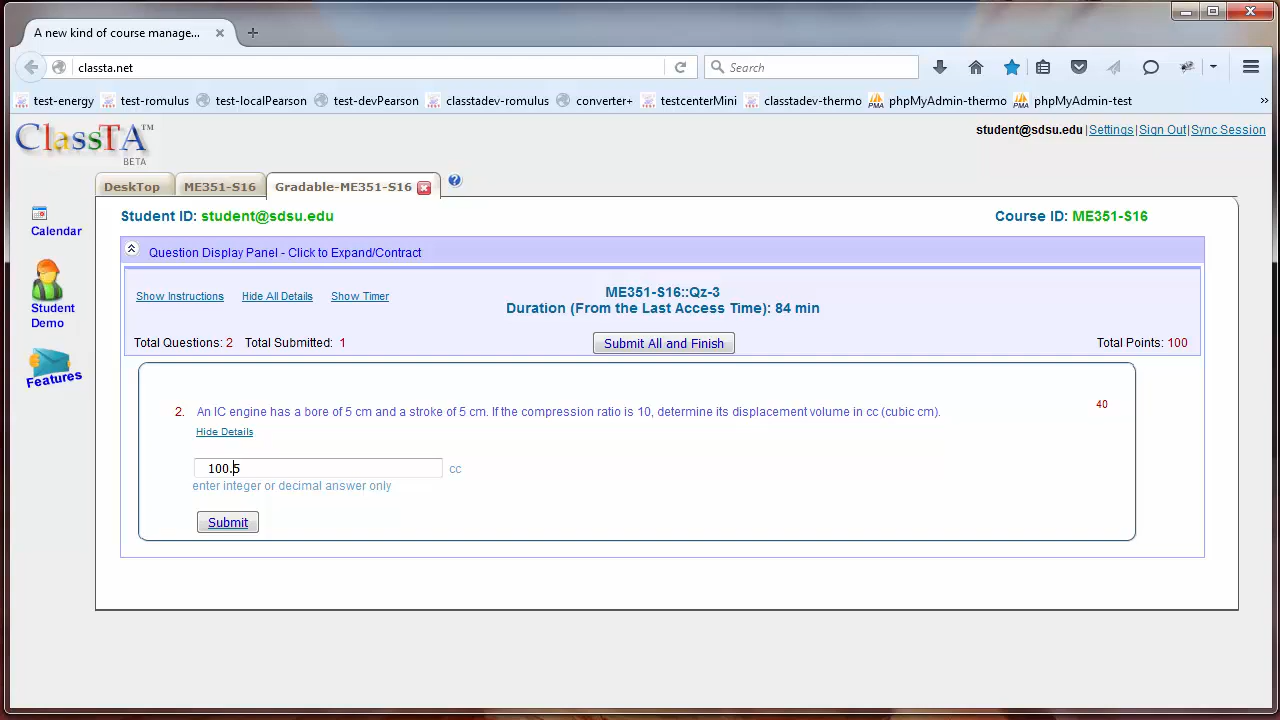 A new kind of course manage...
classta.net
Search
test-energy test-romulus test-localPearson test-devPearson classtadev-romulus converter+ testcenterMini classtadev-thermo phpMyAdmin-thermo phpMyAdmin-test »
ClassTA™
BETA
student@sdsu.edu | Settings | Sign Out | Sync Session
DeskTop ME351-S16 Gradable-ME351-S16
Calendar
Student
Demo
Features
Student ID: student@sdsu.edu Course ID: ME351-S16
Question Display Panel - Click to Expand/Contract
Show Instructions Hide All Details Show Timer
ME351-S16::Qz-3
Duration (From the Last Access Time): 84 min
Total Questions: 2 Total Submitted: 1 Submit All and Finish Total Points: 100
2. An IC engine has a bore of 5 cm and a stroke of 5 cm. If the compression ratio is 10, determine its displacement volume in cc (cubic cm). 40
Hide Details
100.5 cc
enter integer or decimal answer only
Submit